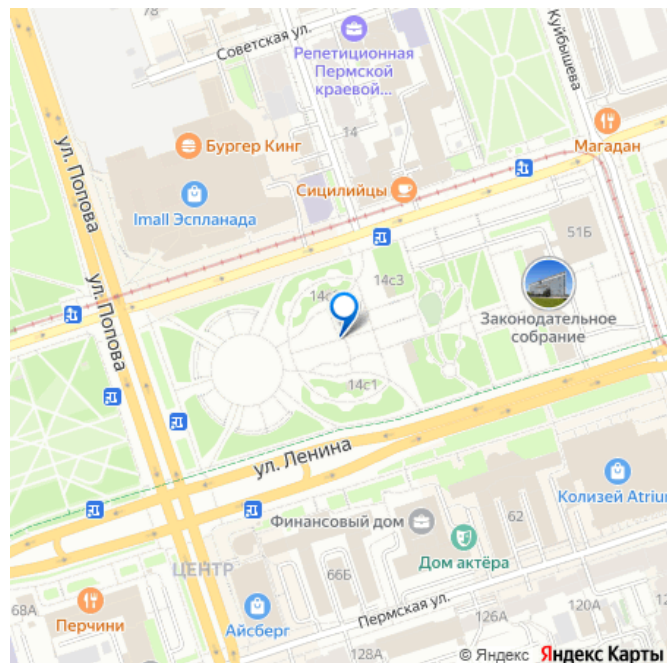 78
Советская ул.
Репетиционная
Пермской
краевой...
Куйбышева
ул. Попова
14
Бургер Кинг
Магадан
Сицилийцы
Imall Эспланада
51Б
14с3
ул. Попова
Законодательное
собрание
14с1
ул. Ленина
Колизей Atriu
Финансовый дом
62
Дом актёра
ЦЕНТР
66Б
68А
Перчини
Айсберг
Пермская ул.
126А
120А
128А
© Яндекс Яндекс Карты